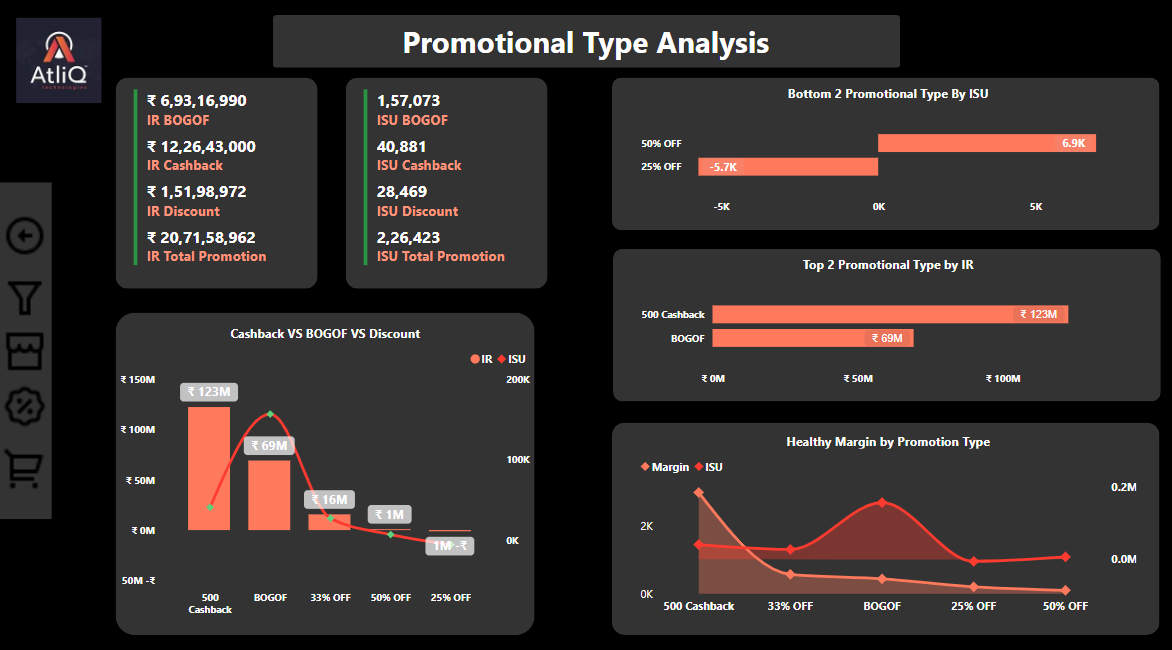 Promotional Type Analysis
AtliQ
technologies
₹ 6,93,16,990
IR BOGOF
₹ 12,26,43,000
IR Cashback
₹ 1,51,98,972
IR Discount
₹ 20,71,58,962
IR Total Promotion
1,57,073
ISU BOGOF
40,881
ISU Cashback
28,469
ISU Discount
2,26,423
ISU Total Promotion
Bottom 2 Promotional Type By ISU
50% OFF
6.9K
25% OFF
-5.7K
-5K 0K 5K
Top 2 Promotional Type by IR
500 Cashback
₹ 123M
BOGOF
₹ 69M
₹ 0M ₹ 50M ₹ 100M
Cashback VS BOGOF VS Discount
IR ISU
₹ 150M
₹ 100M
₹ 50M
₹ 0M
50M -₹
200K
100K
0K
₹ 123M
₹ 69M
₹ 16M
₹ 1M
1M -₹
500
Cashback
BOGOF 33% OFF 50% OFF 25% OFF
Healthy Margin by Promotion Type
Margin ISU
2K
0K
0.2M
0.0M
500 Cashback 33% OFF BOGOF 25% OFF 50% OFF